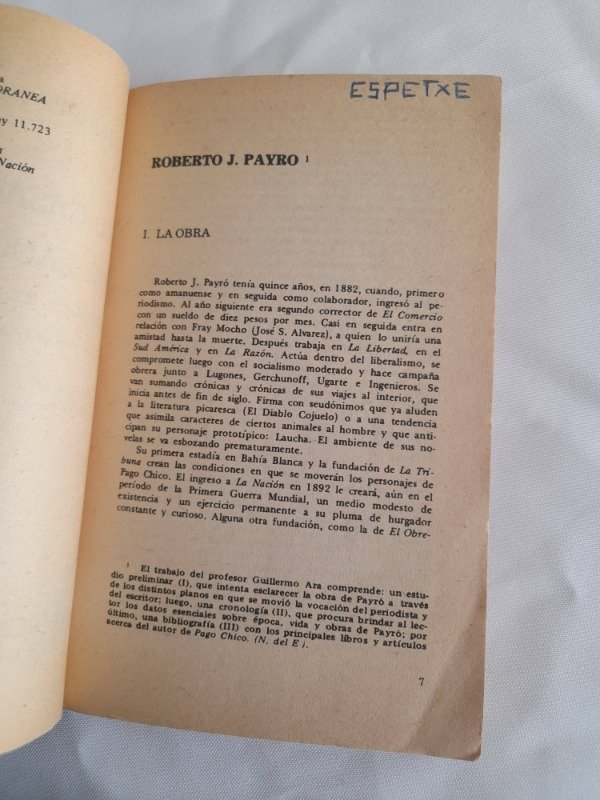 a
ORANEA
y 11.723
s
Nación
ESPETXE
ROBERTO J. PAYRO 1
I. LA OBRA
Roberto J. Payró tenía quince años, en 1882, cuando, primero
como amanuense y en seguida como colaborador, ingresó al pe-
riodismo. Al año siguiente era segundo corrector de El Comercio
con un sueldo de diez pesos por mes. Casi en seguida entra en
relación con Fray Mocho (José S. Alvarez), a quien lo uniría una
amistad hasta la muerte. Después trabaja en La Libertad, en el
Sud América y en La Razón. Actúa dentro del liberalismo, se
compromete luego con el socialismo moderado y hace campaña
obrera junto a Lugones, Gerchunoff, Ugarte e Ingenieros. Se
van sumando crónicas y crónicas de sus viajes al interior, que
inicia antes de fin de siglo. Firma con seudónimos que ya aluden
a la literatura picaresca (El Diablo Cojuelo) o a una tendencia
que asimila caracteres de ciertos animales al hombre y que anti-
cipan su personaje prototípico: Laucha. El ambiente de sus no-
velas se va esbozando prematuramente.
Su primera estadía en Bahía Blanca y la fundación de La Tri-
buna crean las condiciones en que se moverán los personajes de
Pago Chico. El ingreso a La Nación en 1892 le creará, aún en el
período de la Primera Guerra Mundial, un medio modesto de
existencia y un ejercicio permanente a su pluma de hurgador
constante y curioso. Alguna otra fundación, como la de El Obre-
1 El trabajo del profesor Guillermo Ara comprende: un estu-
dio preliminar (I), que intenta esclarecer la obra de Payró a través
de los distintos planos en que se movió la vocación del periodista y
del escritor; luego, una cronología (II), que procura brindar al lec-
tor los datos esenciales sobre época, vida y obras de Payró; por
último, una bibliografía (III) con los principales libros y artículos
acerca del autor de Pago Chico. (N. del E.).
7